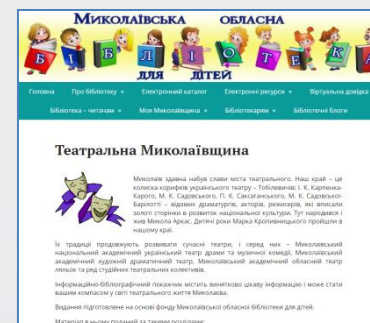 МИКОЛАЇВСЬКА ОБЛАСНА
БІБЛІОТЕКА
ДЛЯ ДІТЕЙ
Головна Про бібліотеку Електронний каталог Електронні ресурси Віртуальна довідка
Бібліотека – читачам Моя Миколаївщина Бібліотекарям Бібліотечні блоги
Театральна Миколаївщина
Миколаїв здавна набув слави міста театрального. Наш край – це
колиска корифеїв українського театру – Тобілевичів: І. К. Карпенка-
Карого, М. К. Садовського, П. К. Саксаганського, М. К. Садовської-
Барілотті – відомих драматургів, акторів, режисерів, які вписали
золоті сторінки в розвиток національної культури. Тут народився і
жив Микола Аркас. Дитячі роки Марка Кропивницького пройшли в
нашому краї.
Їх традиції продовжують розвивати сучасні театри, і серед них – Миколаївський
національний академічний український театр драми та музичної комедії, Миколаївський
академічний художній драматичний театр, Миколаївський академічний обласний театр
ляльок та ряд студійних театральних колективів.
Інформаційно-бібліографічний покажчик містить винятково цікаву інформацію і може стати
вашим компасом у світі театрального життя Миколаєва.
Видання підготовлене на основі фонду Миколаївської обласної бібліотеки для дітей.
Матеріал в ньому поданий за такими розділами: